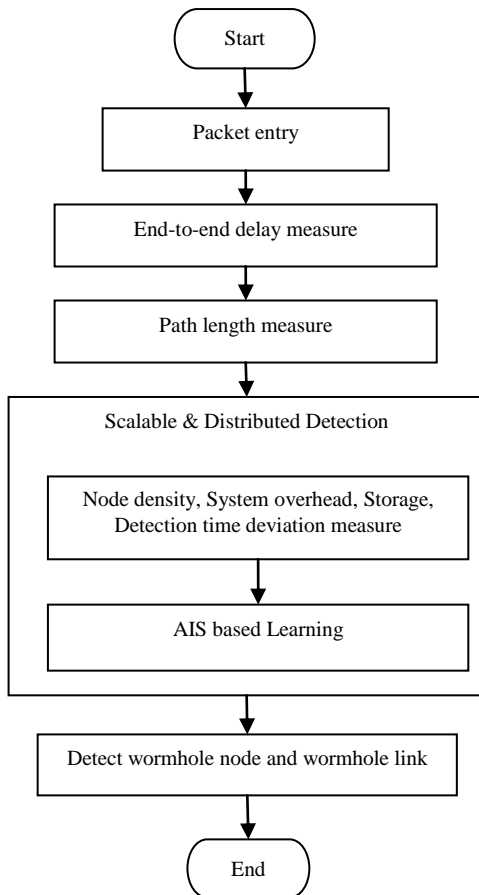 Start
Packet entry
End-to-end delay measure
Path length measure
Scalable & Distributed Detection
Node density, System overhead, Storage,
Detection time deviation measure
AIS based Learning
Detect wormhole node and wormhole link
End